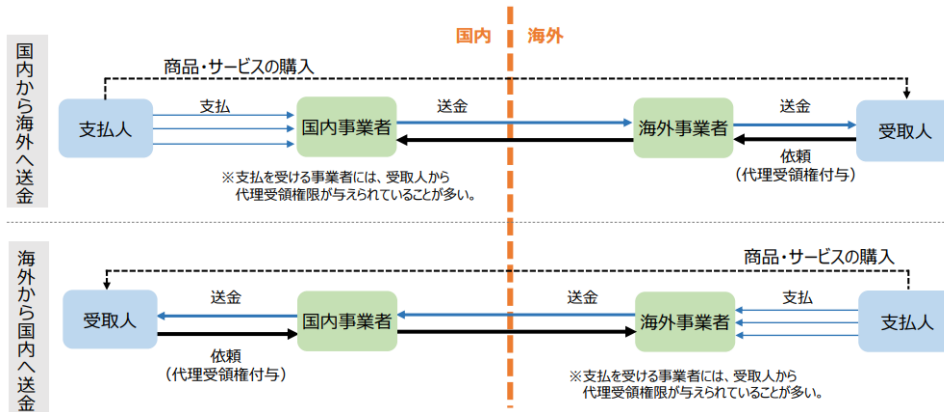 国内 海外
国内から海外へ送金
商品・サービスの購入
支払人
支払
国内事業者
送金
海外事業者
送金
受取人
依頼
（代理受領権付与）
※支払を受ける事業者には、受取人から
代理受領権限が与えられていることが多い。
海外から国内へ送金
商品・サービスの購入
受取人
送金
国内事業者
送金
海外事業者
支払
支払人
依頼
（代理受領権付与）
※支払を受ける事業者には、受取人から
代理受領権限が与えられていることが多い。